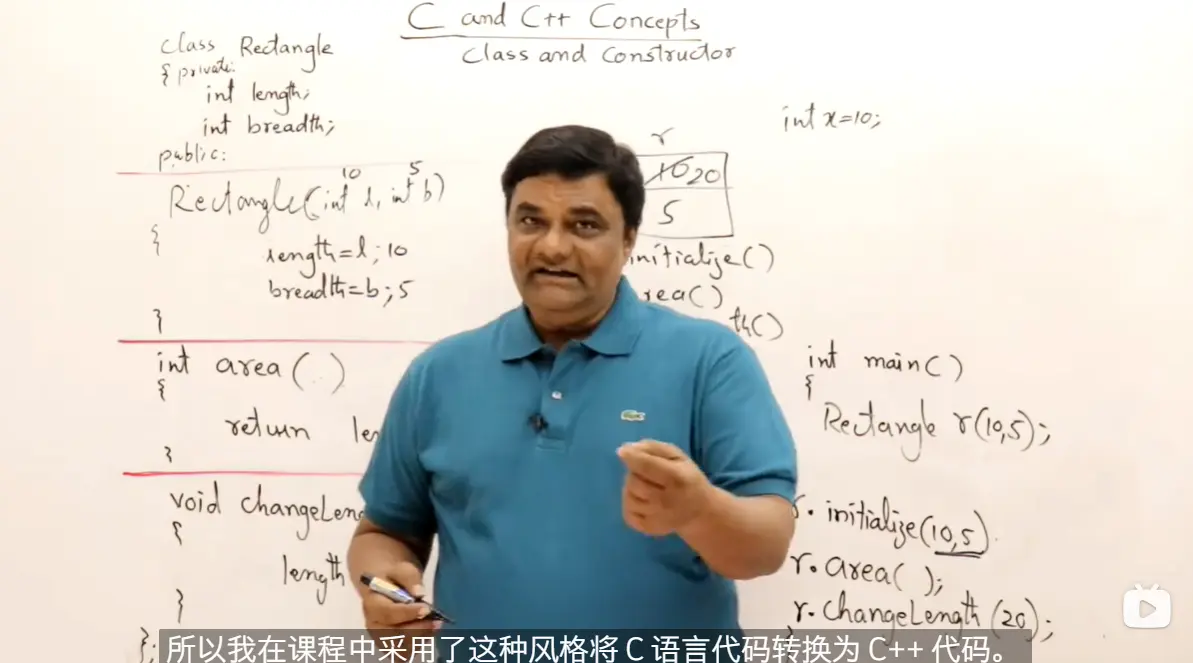 C and C++ Concepts
Class and Constructor
class Rectangle
{ private:
int length;
int breadth;
public:
10 5
Rectangle(int l, int b)
{
length=l; 10
breadth=b; 5
}
int area( )
{
return
}
void
{
length
}
};
int x=10;
r
10 20
5
initialize()
int main()
{
Rectangle r(10,5);
r.initialize(10,5)
r.area( );
r.changeLength(20);
}
所以我在课程中采用了这种风格将 C 语言代码转换为 C++ 代码。